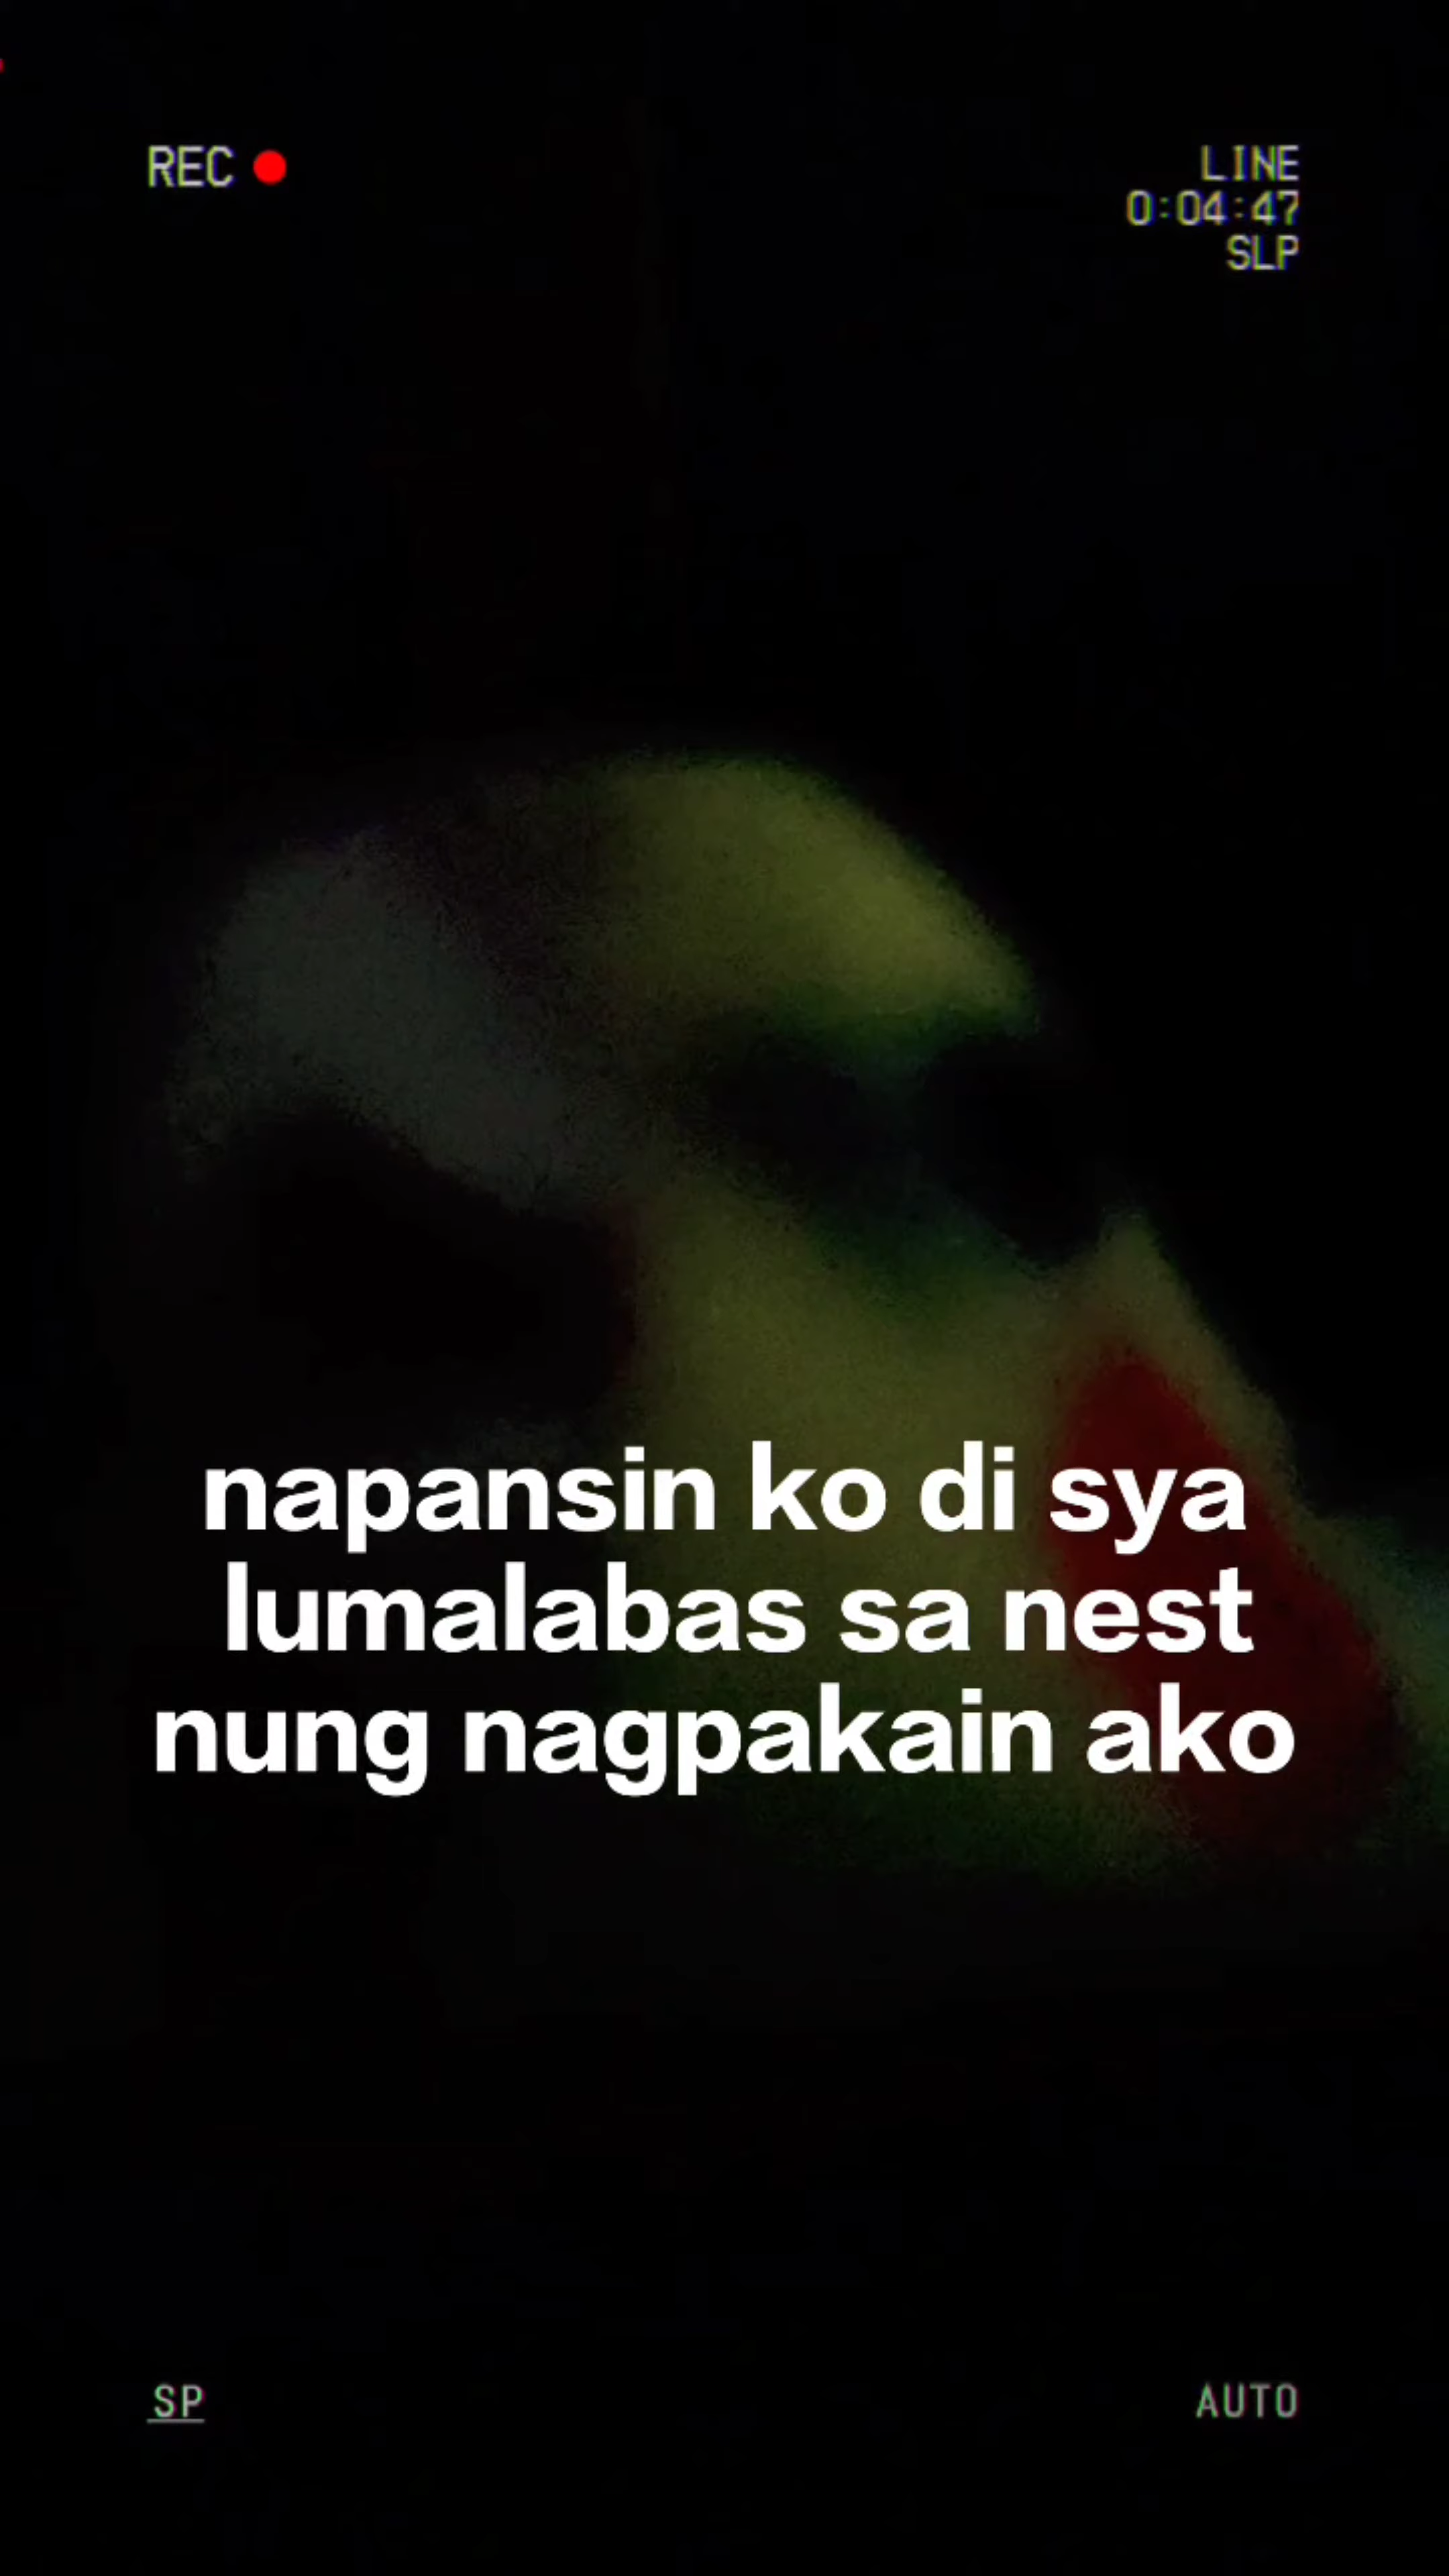 REC
LINE
0:04:47
SLP
napansin ko di sya
lumalabas sa nest
nung nagpakain ako
SP
AUTO